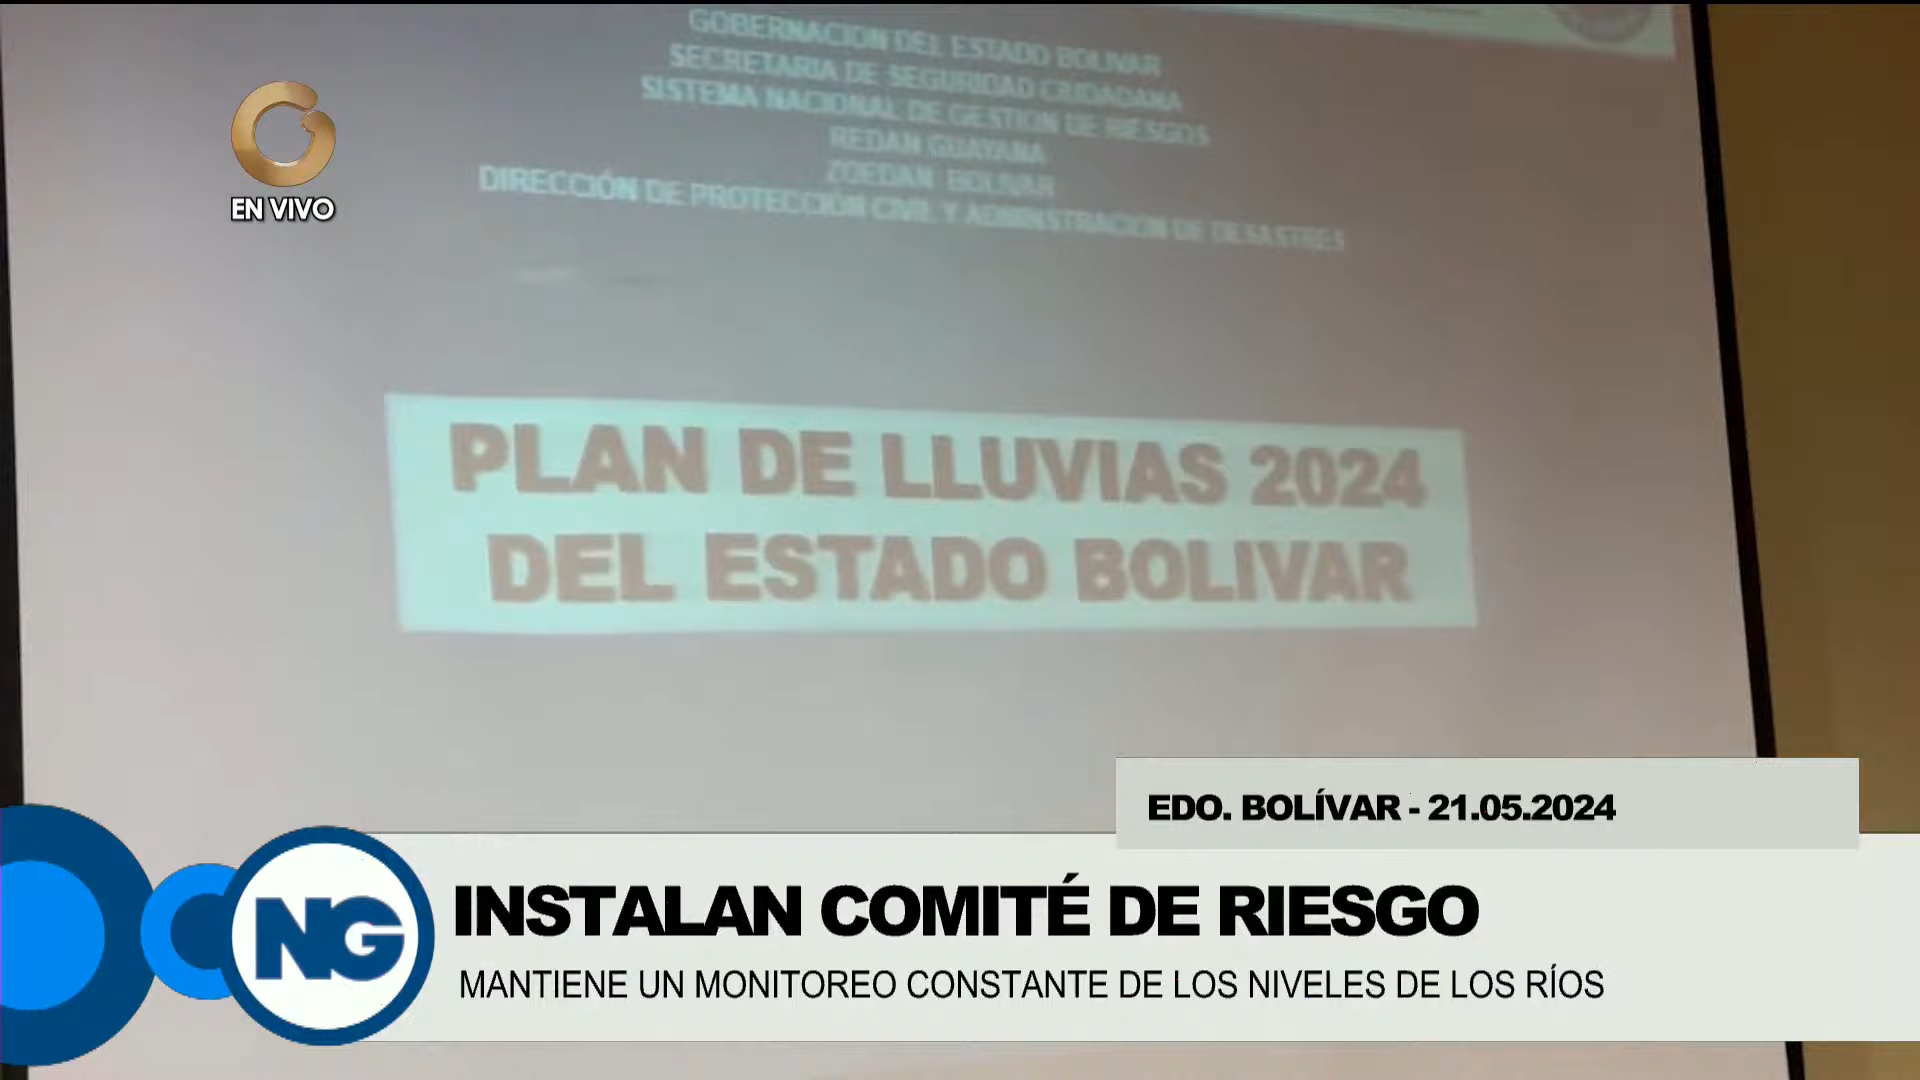 GOBERNACION DEL ESTADO BOLIVAR
SECRETARIA DE SEGURIDAD CIUDADANA
SISTEMA NACIONAL DE GESTION DE RIESGOS
REDAN GUAYANA
ZOEDAN BOLIVAR
DIRECCIÓN DE PROTECCIÓN CIVIL Y ADMINISTRACION DE DESASTRES
EN VIVO
PLAN DE LLUVIAS 2024
DEL ESTADO BOLIVAR
EDO. BOLÍVAR - 21.05.2024
NG
INSTALAN COMITÉ DE RIESGO
MANTIENE UN MONITOREO CONSTANTE DE LOS NIVELES DE LOS RÍOS